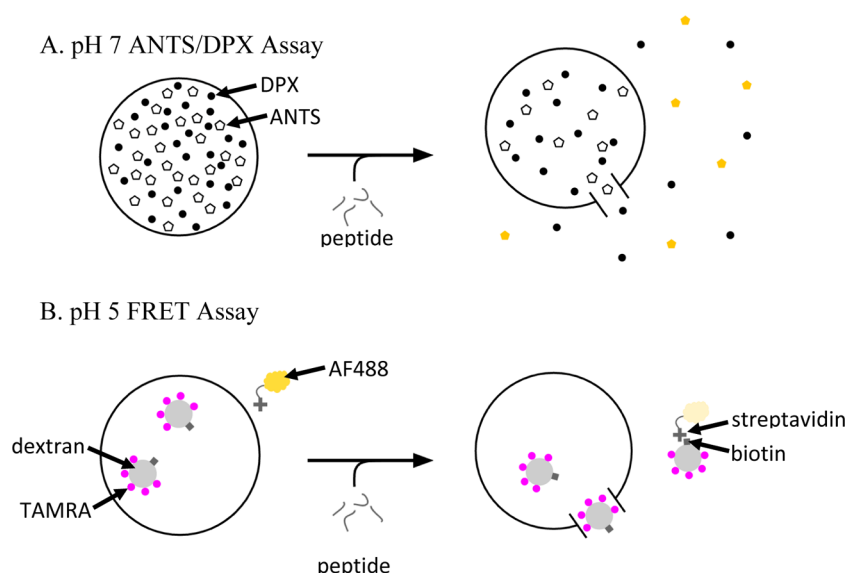 A. pH 7 ANTS/DPX Assay
DPX
ANTS
peptide
B. pH 5 FRET Assay
AF488
dextran
TAMRA
streptavidin
biotin
peptide